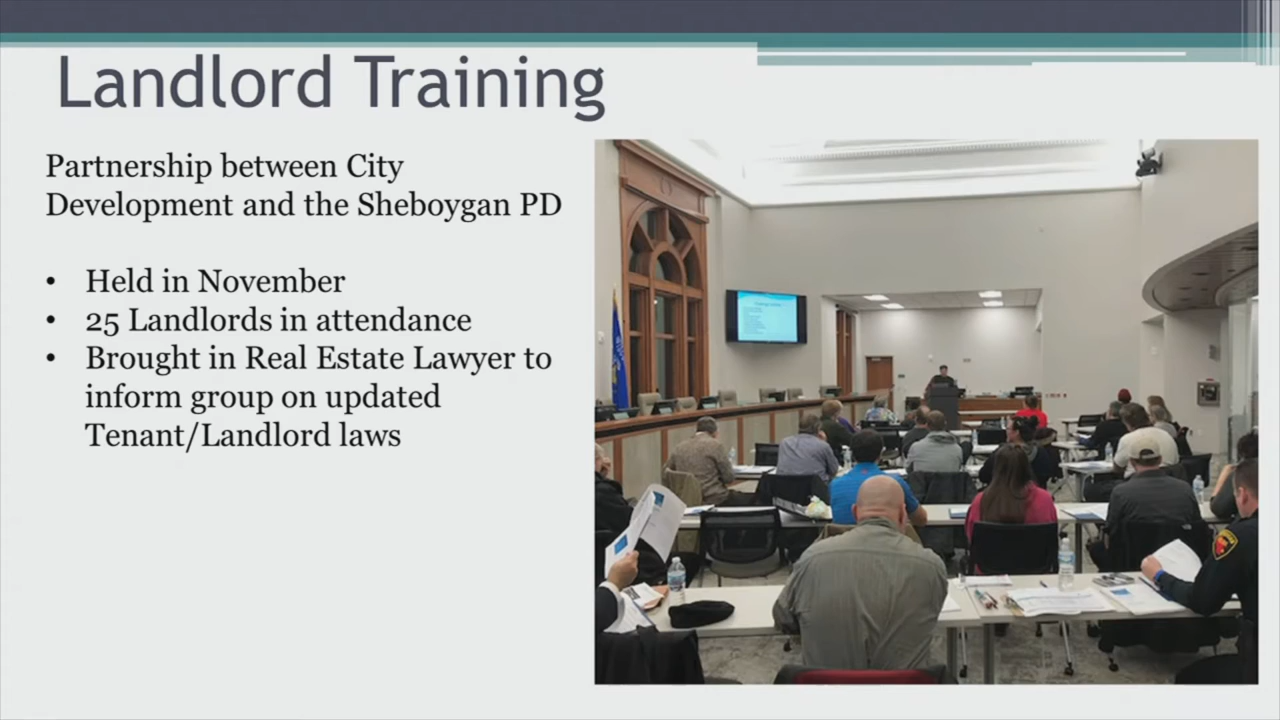 Landlord Training
Partnership between City
Development and the Sheboygan PD
• Held in November
• 25 Landlords in attendance
• Brought in Real Estate Lawyer to
inform group on updated
Tenant/Landlord laws